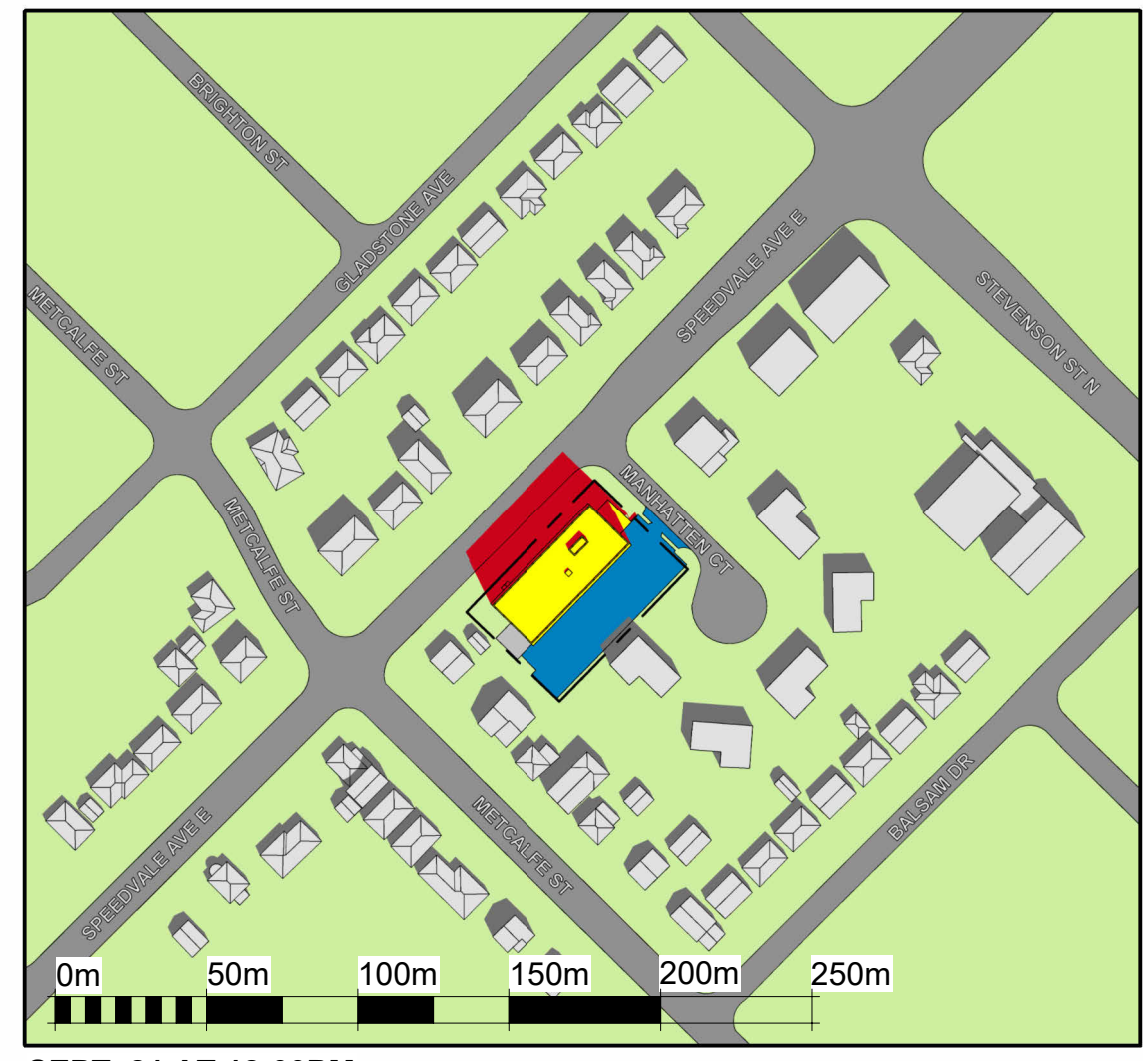 BRIGHTON ST
GLADSTONE AVE
METCALFE ST
SPEEDVALE AVE E
STEVENSON ST N
MANHATTEN CT
METCALFE ST
SPEEDVALE AVE E
METCALFE ST
BALSAM DR
0m 50m 100m 150m 200m 250m